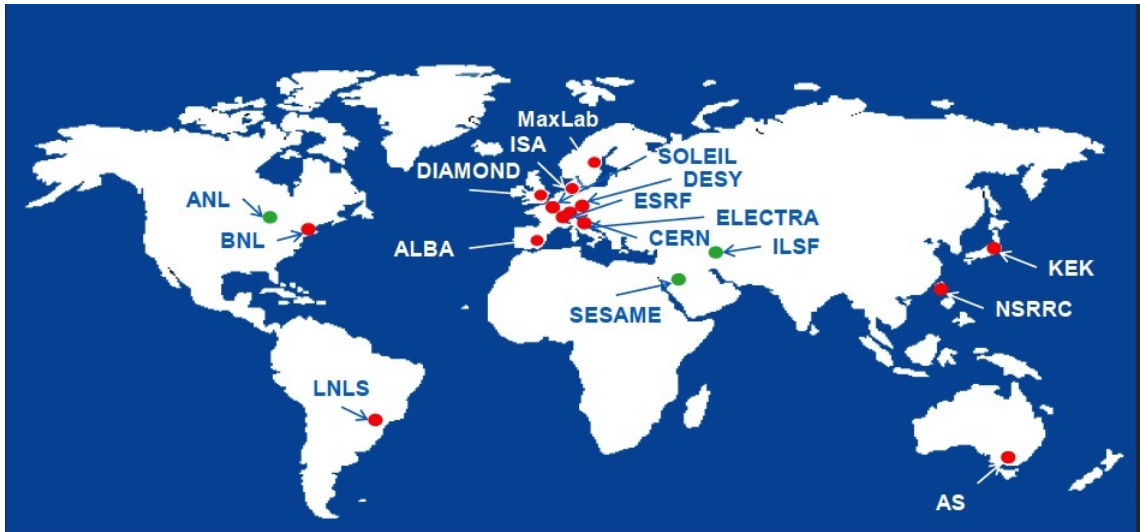 MaxLab
ISA
SOLEIL
DIAMOND
DESY
ANL
ESRF
ELECTRA
BNL
ALBA
CERN
ILSF
KEK
SESAME
NSRRC
LNLS
AS